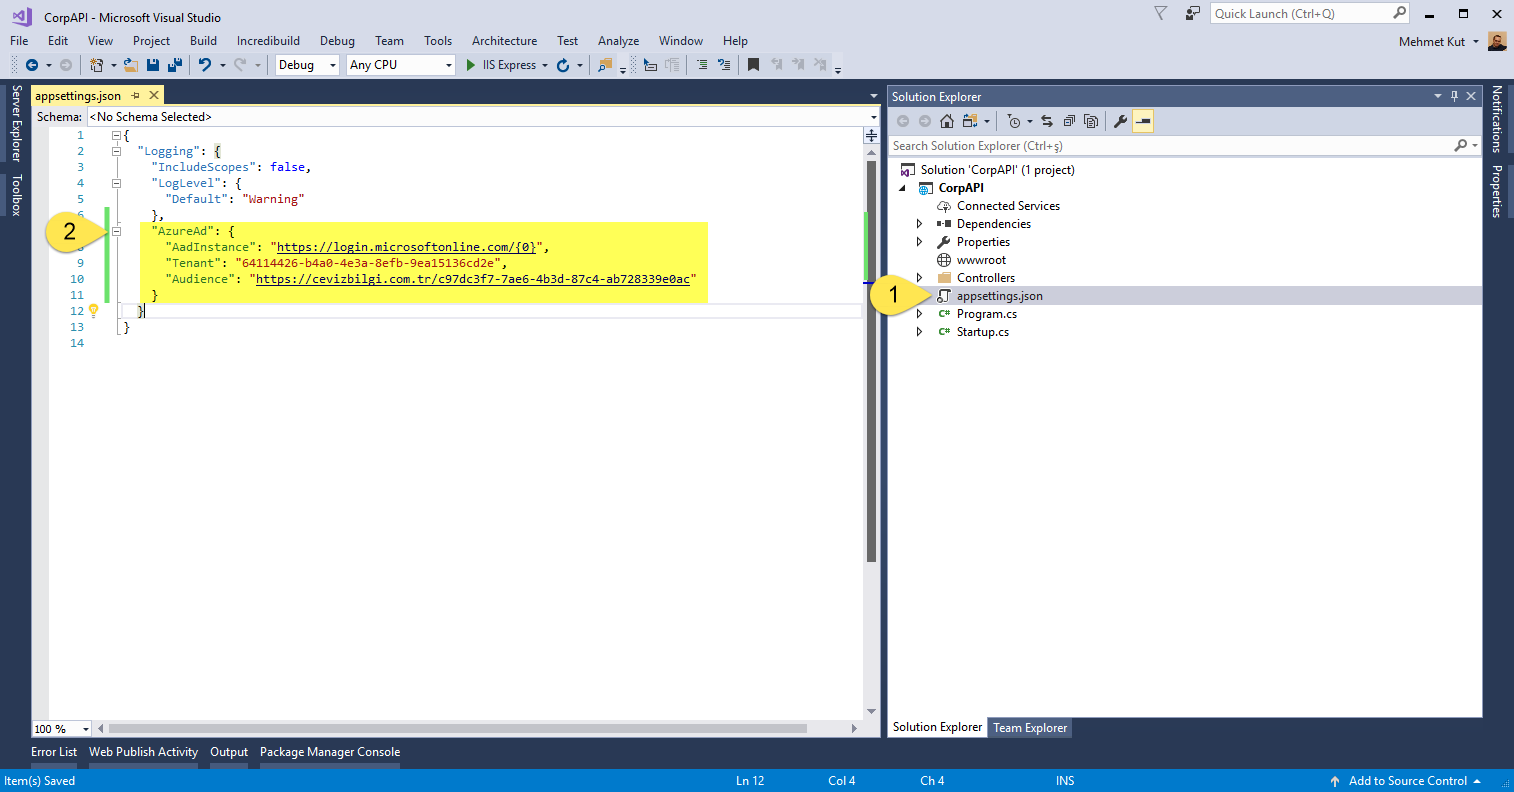 CorpAPI - Microsoft Visual Studio
Quick Launch (Ctrl+Q)
File Edit View Project Build Incredibuild Debug Team Tools Architecture Test Analyze Window Help
Mehmet Kut
Debug Any CPU IIS Express
Server Explorer
Toolbox
appsettings.json
Schema: <No Schema Selected>
1 {
2 "Logging": {
3 "IncludeScopes": false,
4 "LogLevel": {
5 "Default": "Warning"
6 },
"AzureAd": {
8 "AadInstance": "https://login.microsoftonline.com/{0}",
9 "Tenant": "64114426-b4a0-4e3a-8efb-9ea15136cd2e",
10 "Audience": "https://cevizbilgi.com.tr/c97dc3f7-7ae6-4b3d-87c4-ab728339e0ac"
11 }
12 }
13 }
14
2
100 %
Solution Explorer
Search Solution Explorer (Ctrl+ş)
Solution 'CorpAPI' (1 project)
CorpAPI
Connected Services
Dependencies
Properties
wwwroot
Controllers
1
appsettings.json
C# Program.cs
C# Startup.cs
Solution Explorer Team Explorer
Notifications
Properties
Error List Web Publish Activity Output Package Manager Console
Item(s) Saved Ln 12 Col 4 Ch 4 INS Add to Source Control